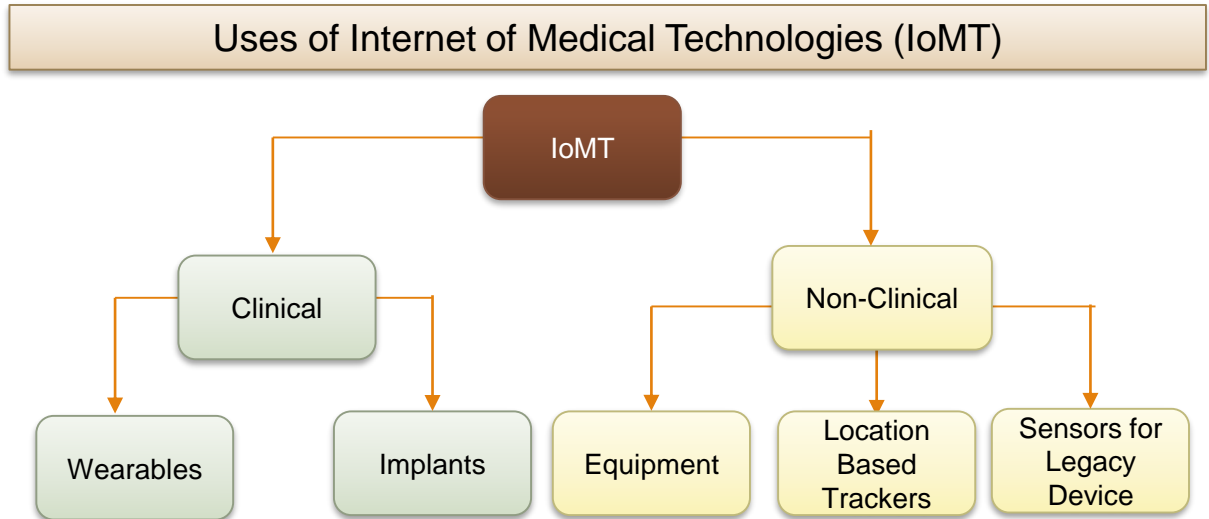 Uses of Internet of Medical Technologies (IoMT)
IoMT
Clinical
Non-Clinical
Wearables
Implants
Equipment
Location
Based
Trackers
Sensors for
Legacy
Device